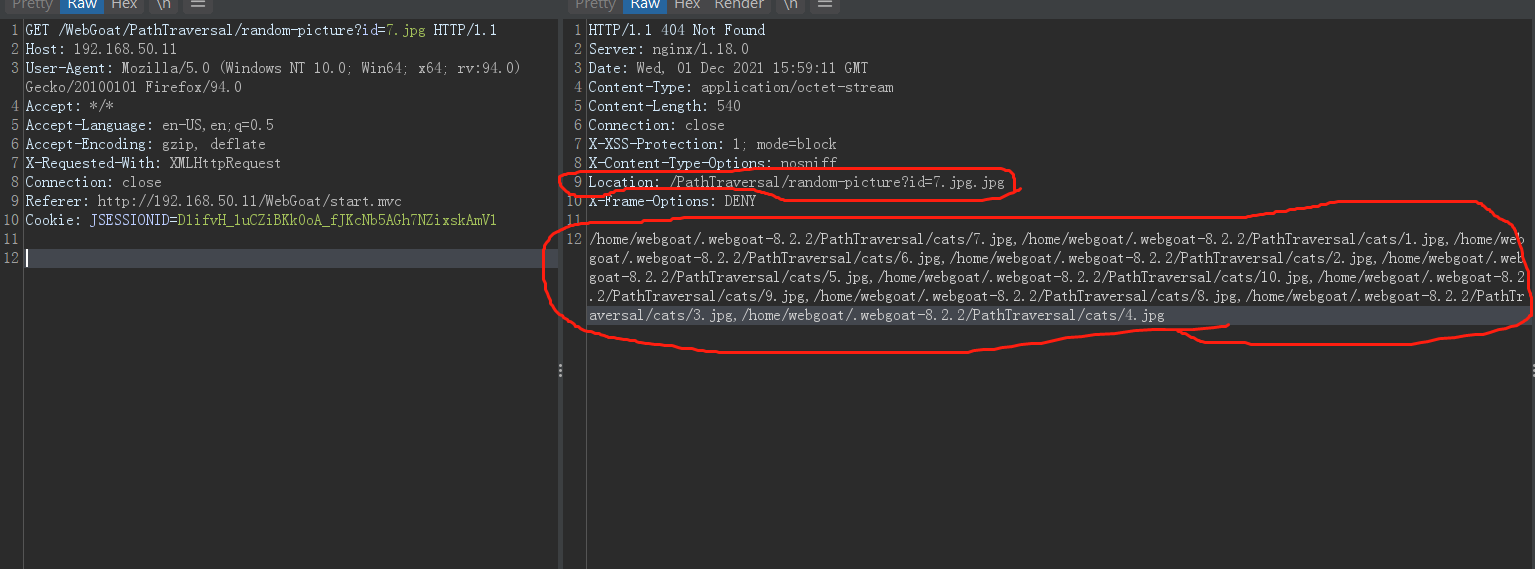 Pretty Raw Hex \n
1 GET /WebGoat/PathTraversal/random-picture?id=7.jpg HTTP/1.1
2 Host: 192.168.50.11
3 User-Agent: Mozilla/5.0 (Windows NT 10.0; Win64; x64; rv:94.0)
Gecko/20100101 Firefox/94.0
4 Accept: */*
5 Accept-Language: en-US,en;q=0.5
6 Accept-Encoding: gzip, deflate
7 X-Requested-With: XMLHttpRequest
8 Connection: close
9 Referer: http://192.168.50.11/WebGoat/start.mvc
10 Cookie: JSESSIONID=D1ifvH_1uCZiBKk0oA_fJKcNb5AGh7NZixskAmV1
11
12
Pretty Raw Hex Render \n
1 HTTP/1.1 404 Not Found
2 Server: nginx/1.18.0
3 Date: Wed, 01 Dec 2021 15:59:11 GMT
4 Content-Type: application/octet-stream
5 Content-Length: 540
6 Connection: close
7 X-XSS-Protection: 1; mode=block
8 X-Content-Type-Options: nosniff
9 Location: /PathTraversal/random-picture?id=7.jpg.jpg
10 X-Frame-Options: DENY
11
12 /home/webgoat/.webgoat-8.2.2/PathTraversal/cats/7.jpg,/home/webgoat/.webgoat-8.2.2/PathTraversal/cats/1.jpg,/home/web
goat/.webgoat-8.2.2/PathTraversal/cats/6.jpg,/home/webgoat/.webgoat-8.2.2/PathTraversal/cats/2.jpg,/home/webgoat/.web
goat-8.2.2/PathTraversal/cats/5.jpg,/home/webgoat/.webgoat-8.2.2/PathTraversal/cats/10.jpg,/home/webgoat/.webgoat-8.2
.2/PathTraversal/cats/9.jpg,/home/webgoat/.webgoat-8.2.2/PathTraversal/cats/8.jpg,/home/webgoat/.webgoat-8.2.2/PathTr
aversal/cats/3.jpg,/home/webgoat/.webgoat-8.2.2/PathTraversal/cats/4.jpg